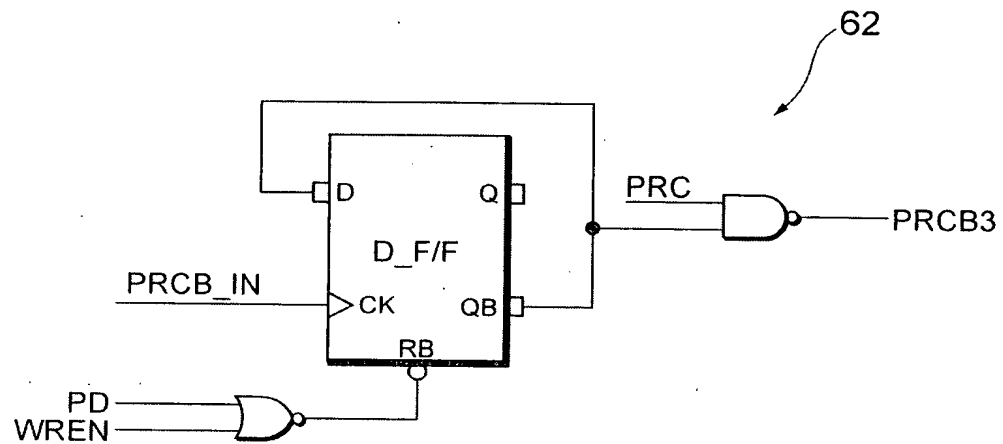 62
D
Q
PRC
PRCB3
D_F/F
PRCB_IN
CK
QB
RB
PD
WREN